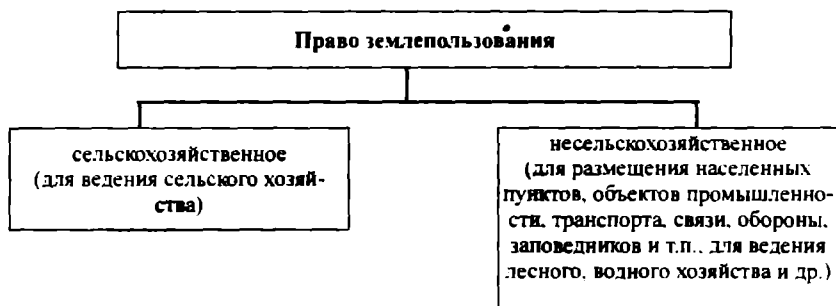 Право землепользования
сельскохозяйственное
(для ведения сельского хозяй-
ства)
несельскохозяйственное
(для размещения населенных
пунктов, объектов промышленно-
сти, транспорта, связи, обороны,
заповедников и т.п., для ведения
лесного, водного хозяйства и др.)